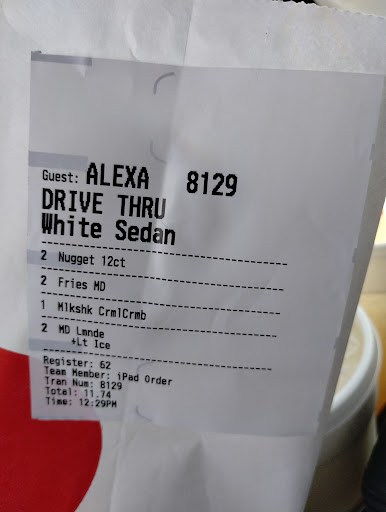 Guest: ALEXA 8129
DRIVE THRU
White Sedan
2 Nugget 12ct
2 Fries MD
1 Mlkshk CrmlCrmb
2 MD Lmnde
+Lt Ice
Register: 62
Team Member: iPad Order
Tran Num: 8129
Total: 11.74
Time: 12:29PM